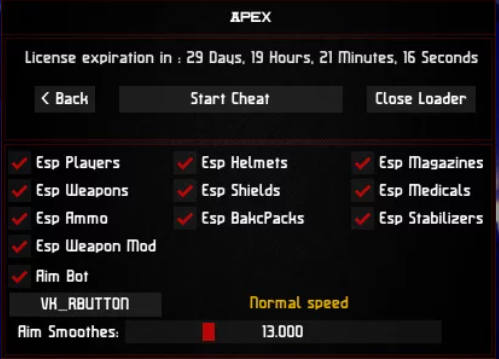 APEX
License expiration in : 29 Days, 19 Hours, 21 Minutes, 16 Seconds
< Back Start Cheat Close Loader
Esp Players Esp Helmets Esp Magazines
Esp Weapons Esp Shields Esp Medicals
Esp Ammo Esp BakcPacks Esp Stabilizers
Esp Weapon Mod
Aim Bot
VK_RBUTTON Normal speed
Aim Smoothes: 13.000